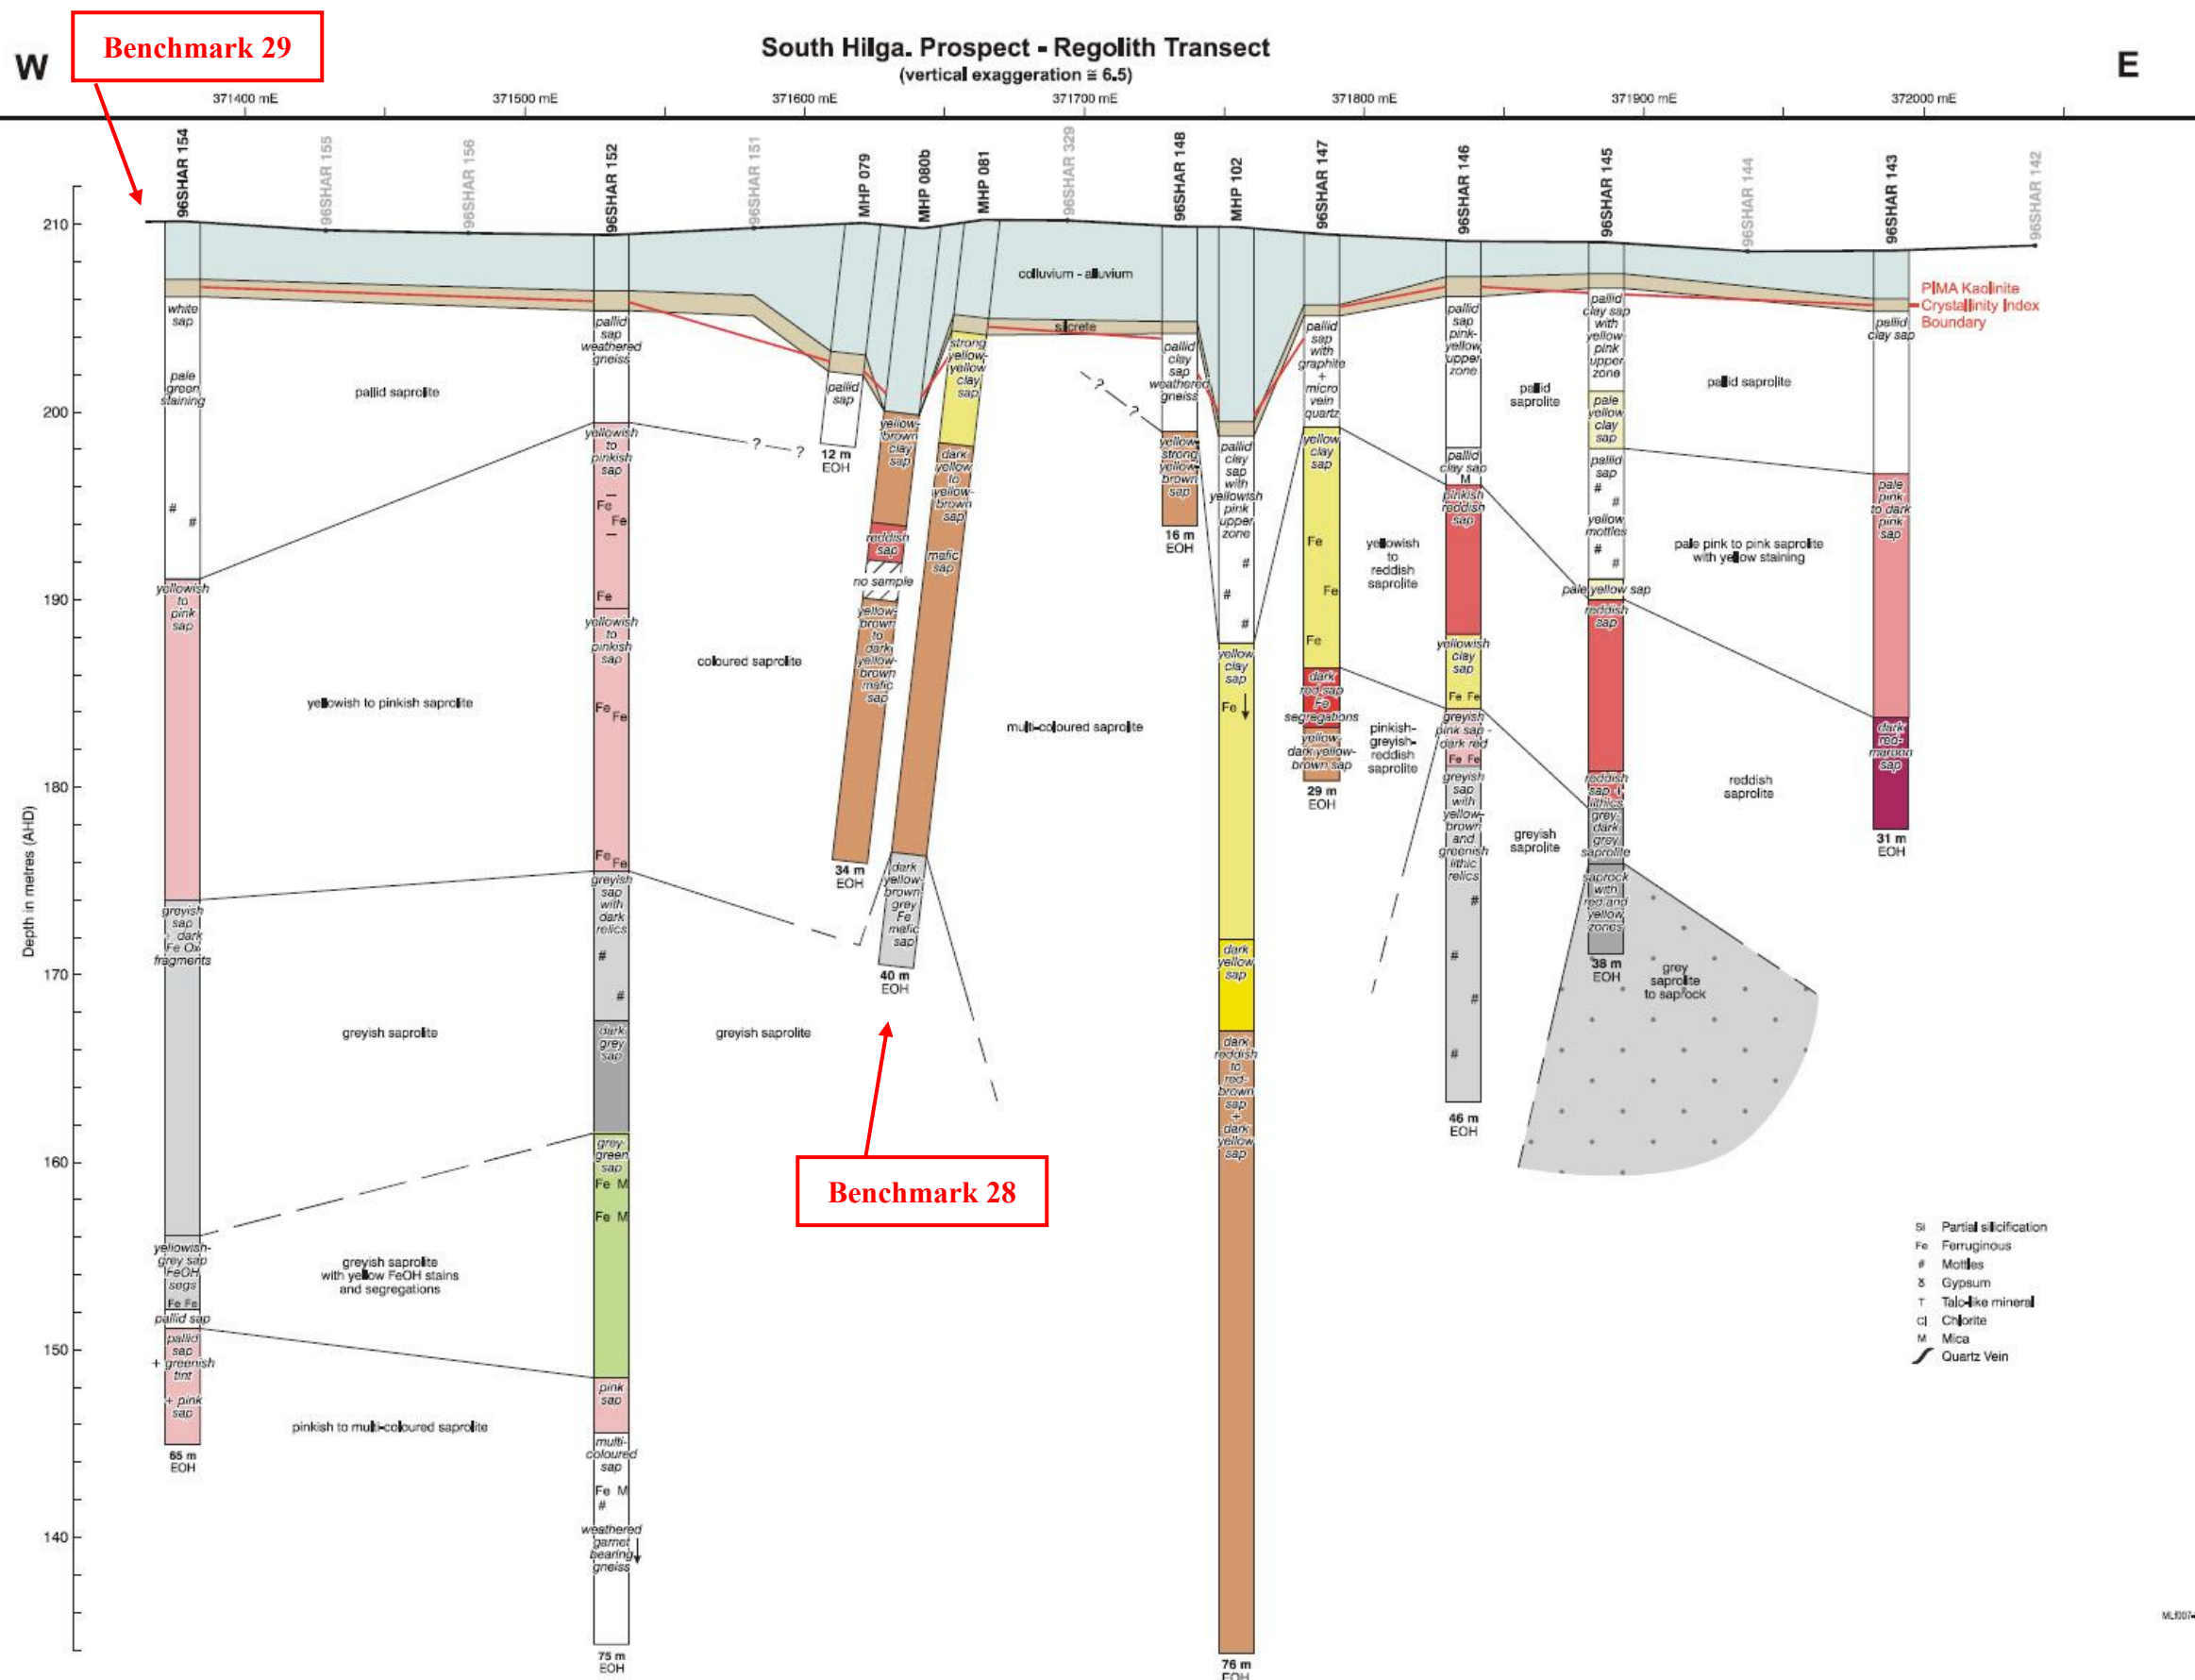 Benchmark 29
W
South Hilga. Prospect - Regolith Transect
(vertical exaggeration ≅ 6.5)
E
371400 mE
371500 mE
371600 mE
371700 mE
371800 mE
371900 mE
372000 mE
96SHAR 154
96SHAR 155
96SHAR 156
96SHAR 152
96SHAR 151
MHP 079
MHP 080b
MHP 081
96SHAR 329
96SHAR 148
MHP 102
96SHAR 147
96SHAR 146
96SHAR 145
96SHAR 144
96SHAR 143
96SHAR 142
Depth in metres (AHD)
210
200
190
180
170
160
150
140
colluvium - alluvium
silcrete
PIMA Kaolinite
Crystallinity Index
Boundary
white
sap
pale
green
staining
#
#
yellowish
to
pink
sap
greyish
sap
+ dark
Fe Ox
fragments
yellowish-
grey sap
FeOH
segs
Fe Fe
pallid sap
pallid
sap
+ greenish
tint
+ pink
sap
65 m
EOH
pallid saprolite
yellowish to pinkish saprolite
greyish saprolite
greyish saprolite
with yellow FeOH stains
and segregations
pinkish to multi-coloured saprolite
pallid
sap
weathered
gneiss
yellowish
to
pinkish
sap
Fe
Fe
Fe
yellowish
to
pinkish
sap
Fe
Fe
Fe
Fe
greyish
sap
with
dark
relics
#
#
dark
grey
sap
grey-
green
sap
Fe M
Fe M
pink
sap
multi-
coloured
sap
Fe M
#
weathered
garnet
bearing
gneiss
75 m
EOH
? ?
coloured saprolite
greyish saprolite
pallid
sap
12 m
EOH
yellow-
brown
clay
sap
reddish
sap
no sample
yellow-
brown
to
dark
yellow-
brown
mafic
sap
34 m
EOH
strong
yellow-
yellow
clay
sap
dark
yellow
to
yellow-
brown
sap
mafic
sap
dark
yellow-
brown-
grey
Fe
mafic
sap
40 m
EOH
Benchmark 28
?
?
multi-coloured saprolite
pallid
clay
sap
weathered
gneiss
yellow-
strong
yellow-
brown
sap
16 m
EOH
pallid
clay
sap
with
yellowish
pink
upper
zone
#
#
#
yellow
clay
sap
Fe
dark
yellow
sap
dark
reddish
to
red-
brown
sap
+
dark
yellow
sap
76 m
EOH
pallid
sap
with
graphite
+
micro
vein
quartz
yellow
clay
sap
Fe
Fe
Fe
dark
red sap
Fe
segregations
yellow-
dark yellow-
brown sap
29 m
EOH
yellowish
to
reddish
saprolite
pinkish-
greyish-
reddish
saprolite
pallid
sap
pink-
yellow
upper
zone
pallid
clay sap
M
pinkish
reddish
sap
yellowish
clay
sap
Fe Fe
greyish
pink sap -
dark red
Fe Fe
greyish
sap
with
yellow-
brown
and
greenish
lithic
relics
#
#
#
#
46 m
EOH
pallid
saprolite
greyish
saprolite
pallid
clay sap
with
yellow-
pink
upper
zone
pale
yellow
clay
sap
pallid
sap
#
#
yellow
mottles
#
#
pale yellow sap
reddish
sap
reddish
sap +
lithics
grey-
dark
grey
saprolite
saprock
with
red and
yellow
zones
38 m
EOH
grey
saprolite
to saprock
pallid saprolite
pale pink to pink saprolite
with yellow staining
reddish
saprolite
pallid
clay sap
pale
pink
to dark
pink
sap
dark
red-
maroon
sap
31 m
EOH
Si Partial silicification
Fe Ferruginous
# Mottles
Gypsum
T Talc-like mineral
Cl Chlorite
M Mica
Quartz Vein